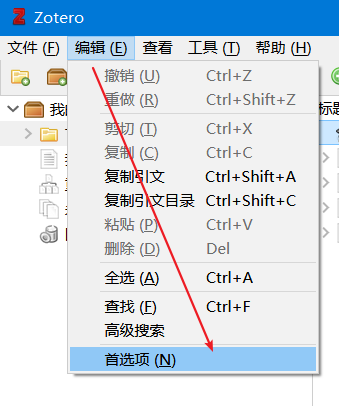 Zotero
文件 (F) 编辑 (E) 查看 工具 (T) 帮助 (H)
撤销 (U) Ctrl+Z
重做 (R) Ctrl+Shift+Z
剪切 (T) Ctrl+X
复制 (C) Ctrl+C
复制引文 Ctrl+Shift+A
复制引文目录 Ctrl+Shift+C
粘贴 (P) Ctrl+V
删除 (D) Del
全选 (A) Ctrl+A
查找 (F) Ctrl+F
高级搜索
首选项 (N)
我
标题